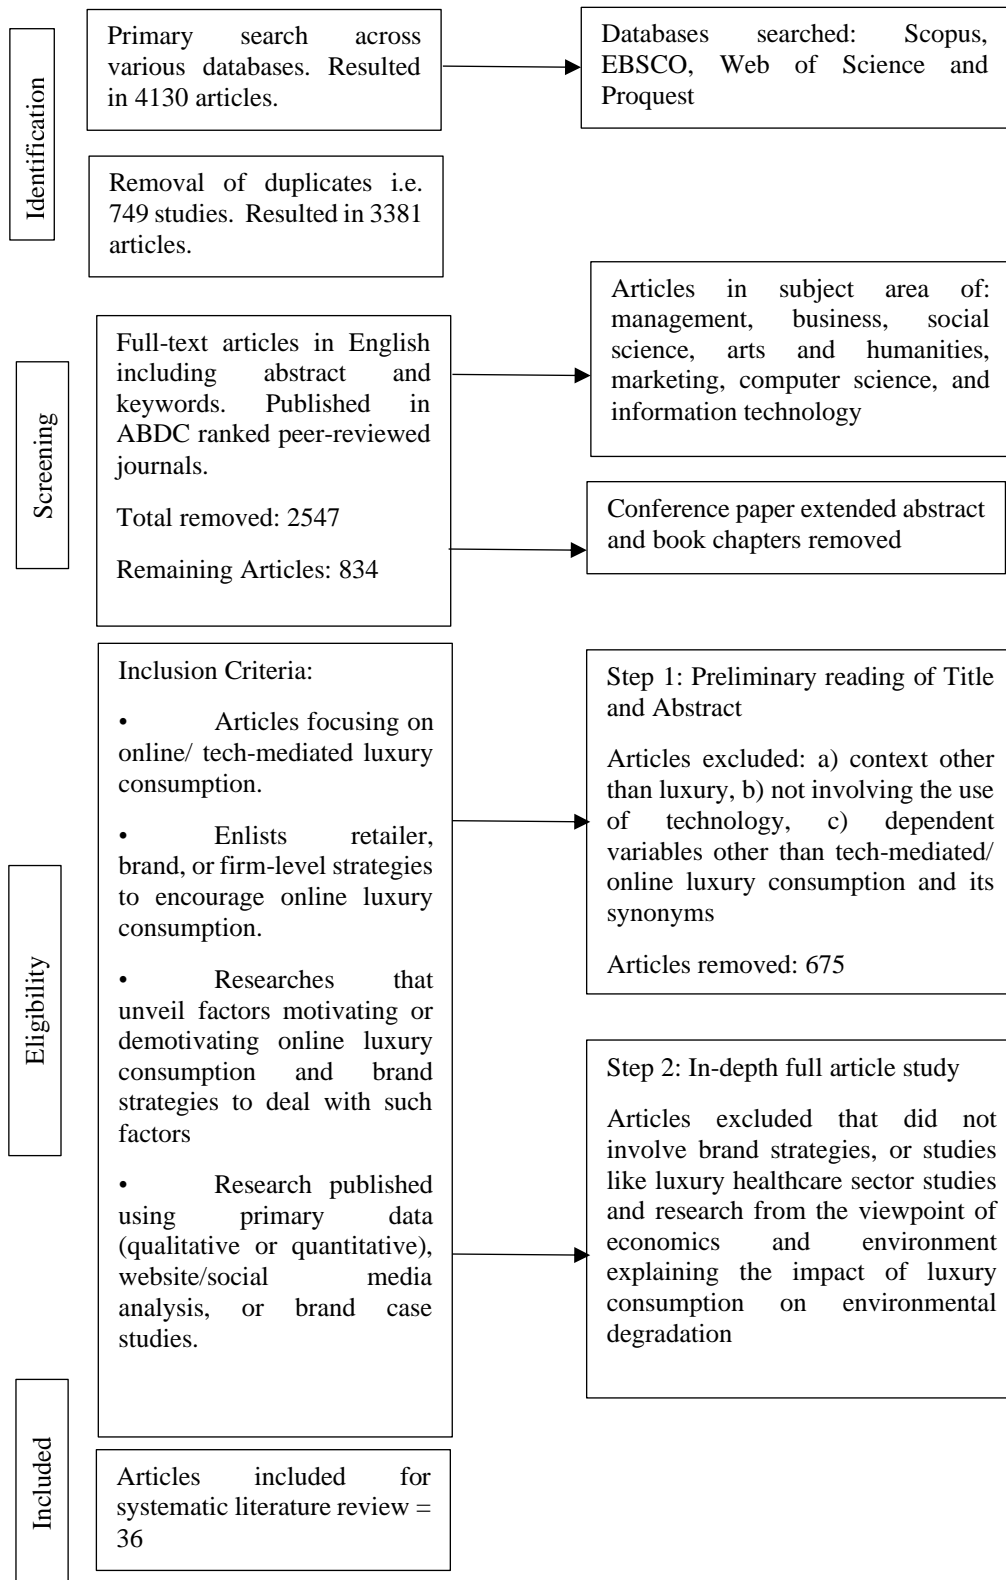 Identification
Primary search across
various databases. Resulted
in 4130 articles.
Databases searched: Scopus,
EBSCO, Web of Science and
Proquest
Removal of duplicates i.e.
749 studies. Resulted in 3381
articles.
Screening
Full-text articles in English
including abstract and
keywords. Published in
ABDC ranked peer-reviewed
journals.
Total removed: 2547
Remaining Articles: 834
Articles in subject area of:
management, business, social
science, arts and humanities,
marketing, computer science, and
information technology
Conference paper extended abstract
and book chapters removed
Eligibility
Inclusion Criteria:
• Articles focusing on
online/ tech-mediated luxury
consumption.
• Enlists retailer,
brand, or firm-level strategies
to encourage online luxury
consumption.
• Researches that
unveil factors motivating or
demotivating online luxury
consumption and brand
strategies to deal with such
factors
• Research published
using primary data
(qualitative or quantitative),
website/social media
analysis, or brand case
studies.
Step 1: Preliminary reading of Title
and Abstract
Articles excluded: a) context other
than luxury, b) not involving the use
of technology, c) dependent
variables other than tech-mediated/
online luxury consumption and its
synonyms
Articles removed: 675
Step 2: In-depth full article study
Articles excluded that did not
involve brand strategies, or studies
like luxury healthcare sector studies
and research from the viewpoint of
economics and environment
explaining the impact of luxury
consumption on environmental
degradation
Included
Articles included for
systematic literature review =
36